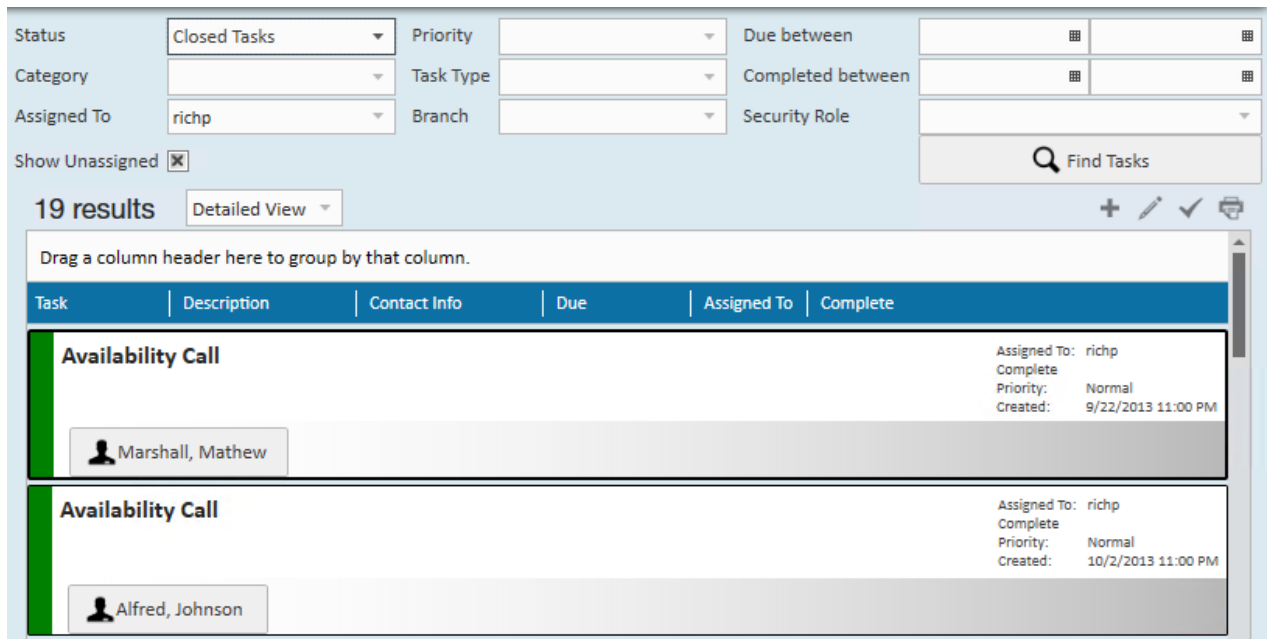 Status Closed Tasks Priority Due between
Category Task Type Completed between
Assigned To richp Branch Security Role
Show Unassigned Find Tasks
19 results Detailed View
Drag a column header here to group by that column.
Task Description Contact Info Due Assigned To Complete
Availability Call
Assigned To: richp
Complete
Priority: Normal
Created: 9/22/2013 11:00 PM
Marshall, Mathew
Availability Call
Assigned To: richp
Complete
Priority: Normal
Created: 10/2/2013 11:00 PM
Alfred, Johnson